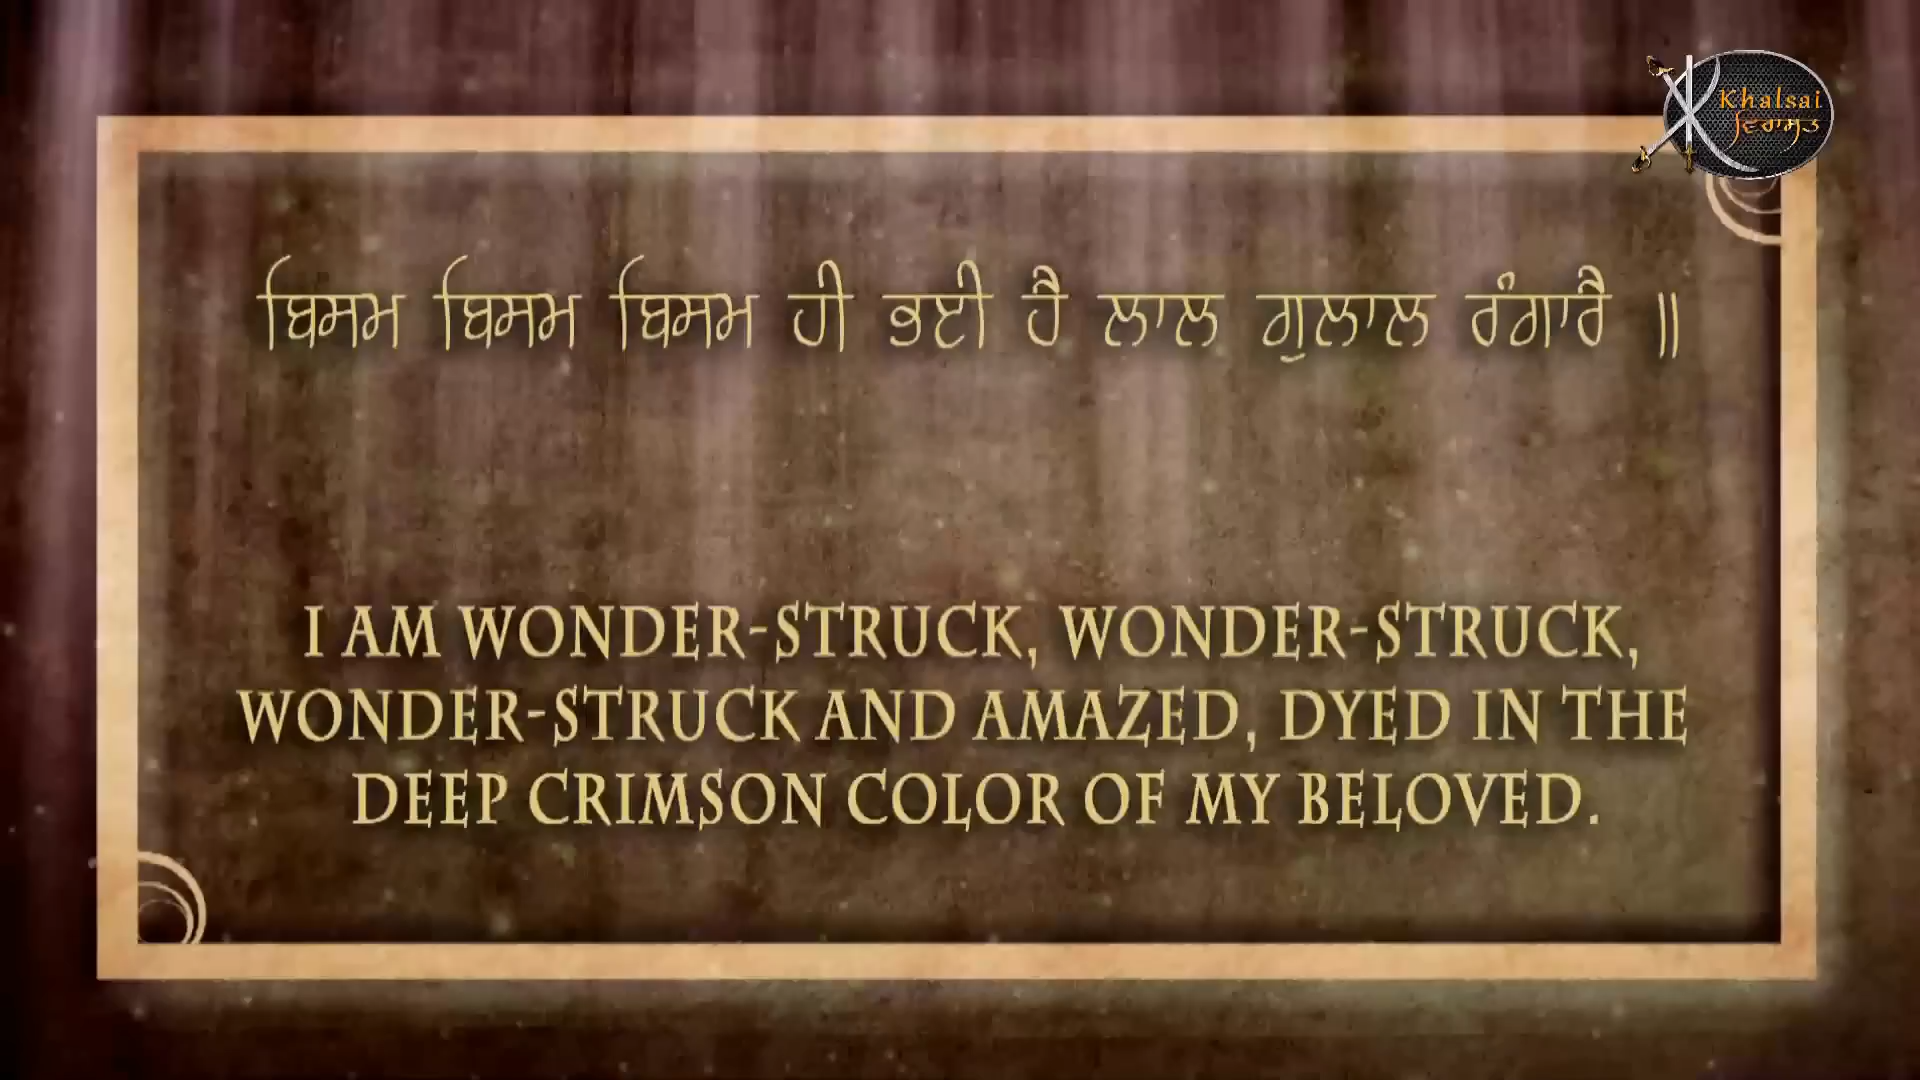 Khalsai
ਵਿਰਾਸਤ
ਬਿਸਮ ਬਿਸਮ ਬਿਸਮ ਹੀ ਭਈ ਹੈ ਲਾਲ ਗੁਲਾਲ ਰੰਗਾਰੈ ॥
I AM WONDER-STRUCK, WONDER-STRUCK,
WONDER-STRUCK AND AMAZED, DYED IN THE
DEEP CRIMSON COLOR OF MY BELOVED.